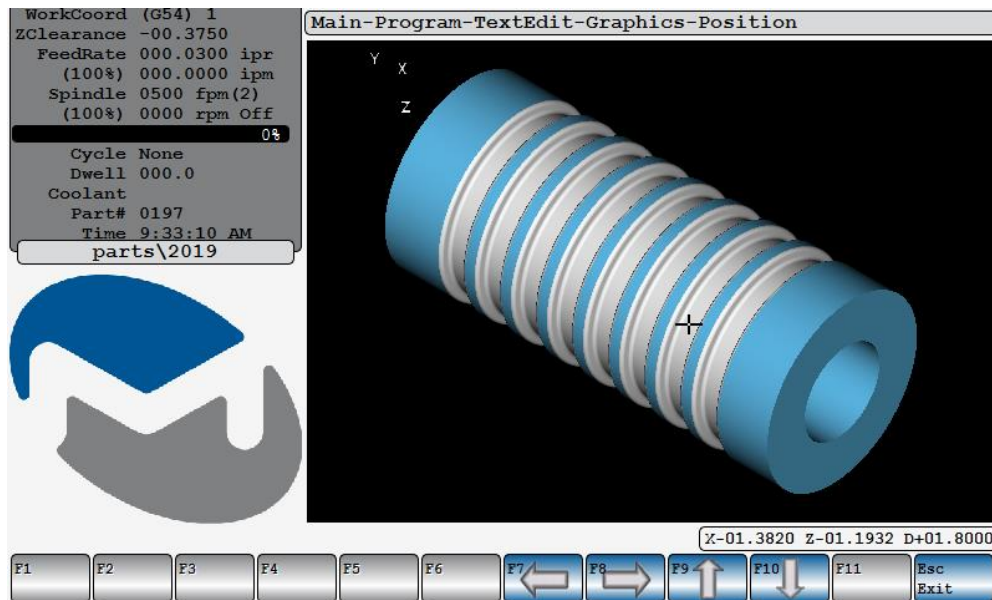 WorkCoord (G54) 1
ZClearance -00.3750
FeedRate 000.0300 ipr
(100%) 000.0000 ipm
Spindle 0500 fpm(2)
(100%) 0000 rpm Off
0%
Cycle None
Dwell 000.0
Coolant
Part# 0197
Time 9:33:10 AM
parts\2019
Main-Program-TextEdit-Graphics-Position
Y
X
Z
X-01.3820 Z-01.1932 D+01.8000
F1 F2 F3 F4 F5 F6 F7 F8 F9 F10 F11 Esc
Exit